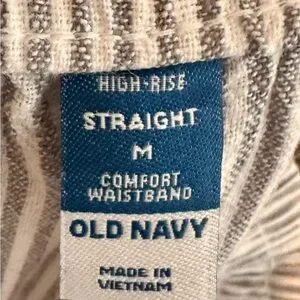 HIGH-RISE
STRAIGHT
M
COMFORT
WAISTBAND
OLD NAVY
MADE IN
VIETNAM